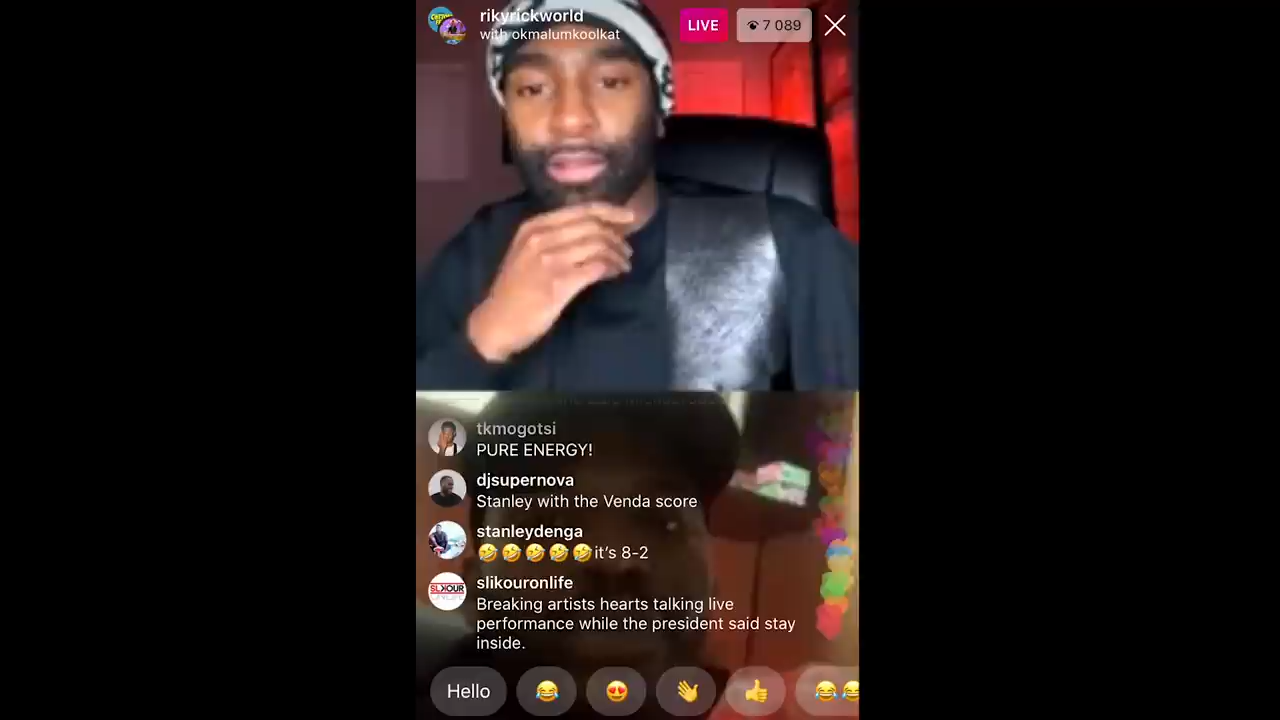 rikyrickworld
with okmalumkoolkat
LIVE
7 089
tkmogotsi
PURE ENERGY!
djsupernova
Stanley with the Venda score
stanleydenga
🤣🤣🤣🤣🤣it's 8-2
slikouronlife
Breaking artists hearts talking live
performance while the president said stay
inside.
Hello